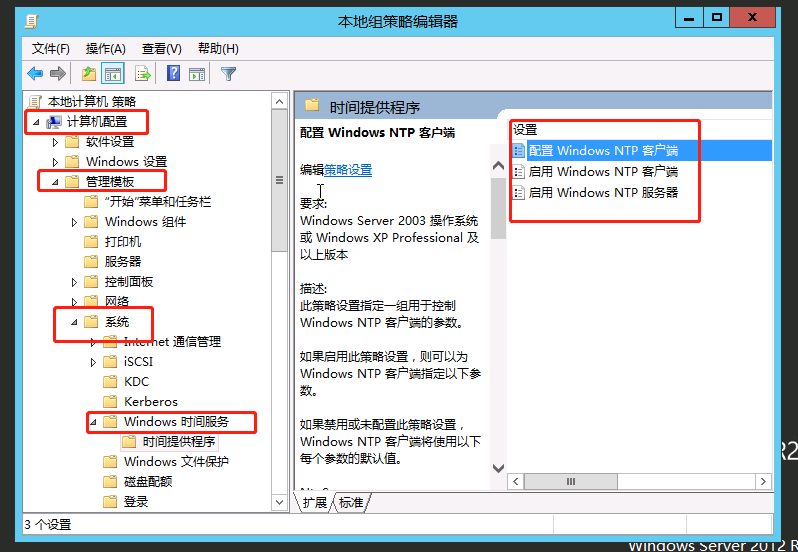 本地组策略编辑器
文件(F) 操作(A) 查看(V) 帮助(H)
本地计算机 策略
计算机配置
软件设置
Windows 设置
管理模板
“开始”菜单和任务栏
Windows 组件
打印机
服务器
控制面板
网络
系统
Internet 通信管理
iSCSI
KDC
Kerberos
Windows 时间服务
时间提供程序
Windows 文件保护
磁盘配额
登录
时间提供程序
配置 Windows NTP 客户端
编辑策略设置
要求:
Windows Server 2003 操作系统
或 Windows XP Professional 及
以上版本
描述:
此策略设置指定一组用于控制
Windows NTP 客户端的参数。
如果启用此策略设置，则可以为
Windows NTP 客户端指定以下参
数。
如果禁用或未配置此策略设置，
Windows NTP 客户端将使用以下
每个参数的默认值。
设置
配置 Windows NTP 客户端
启用 Windows NTP 客户端
启用 Windows NTP 服务器
扩展 标准
3 个设置
R2
Windows Server 2012 R